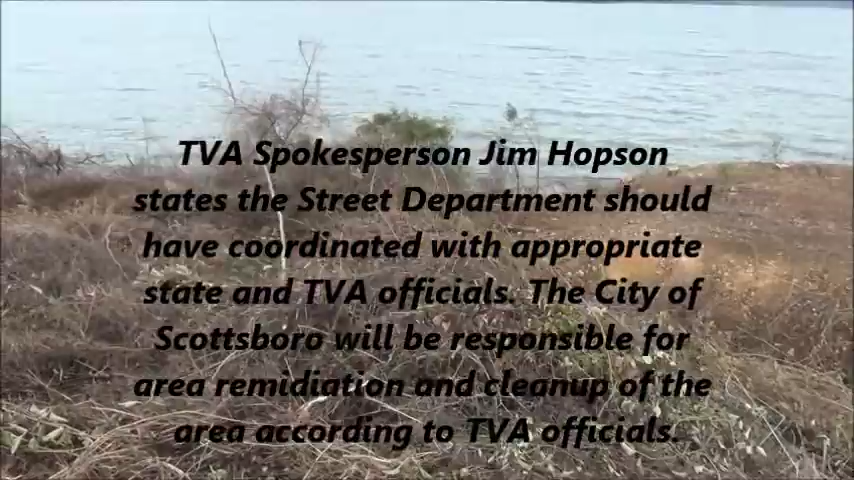 TVA Spokesperson Jim Hopson
states the Street Department should
have coordinated with appropriate
state and TVA officials. The City of
Scottsboro will be responsible for
area remidiation and cleanup of the
area according to TVA officials.